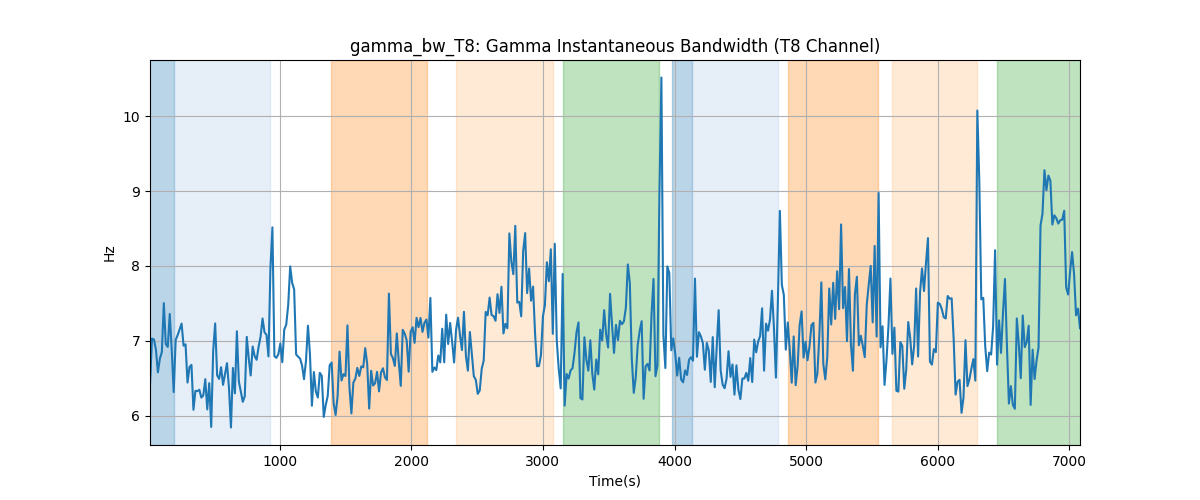 gamma_bw_T8: Gamma Instantaneous Bandwidth (T8 Channel)
10
9
8
7
6
Hz
1000 2000 3000 4000 5000 6000 7000
Time(s)